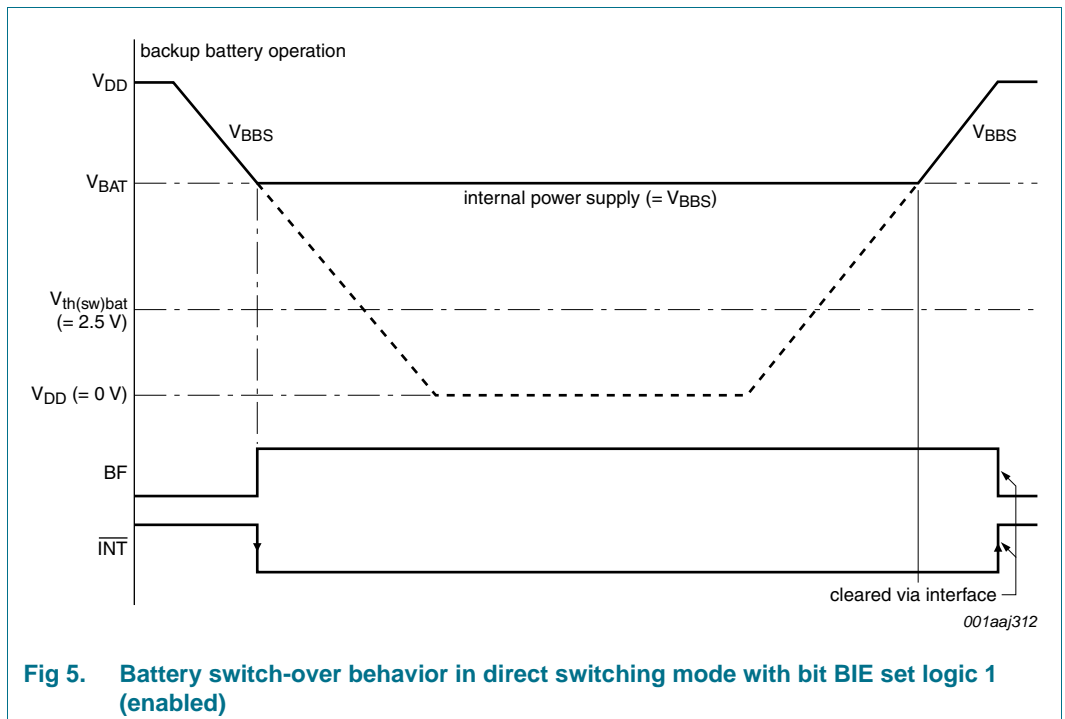 backup battery operation
VDD
VBBS
VBBS
VBAT
internal power supply (= VBBS)
Vth(sw)bat
(= 2.5 V)
VDD (= 0 V)
BF
INT
cleared via interface
001aaj312
Fig 5. Battery switch-over behavior in direct switching mode with bit BIE set logic 1
(enabled)